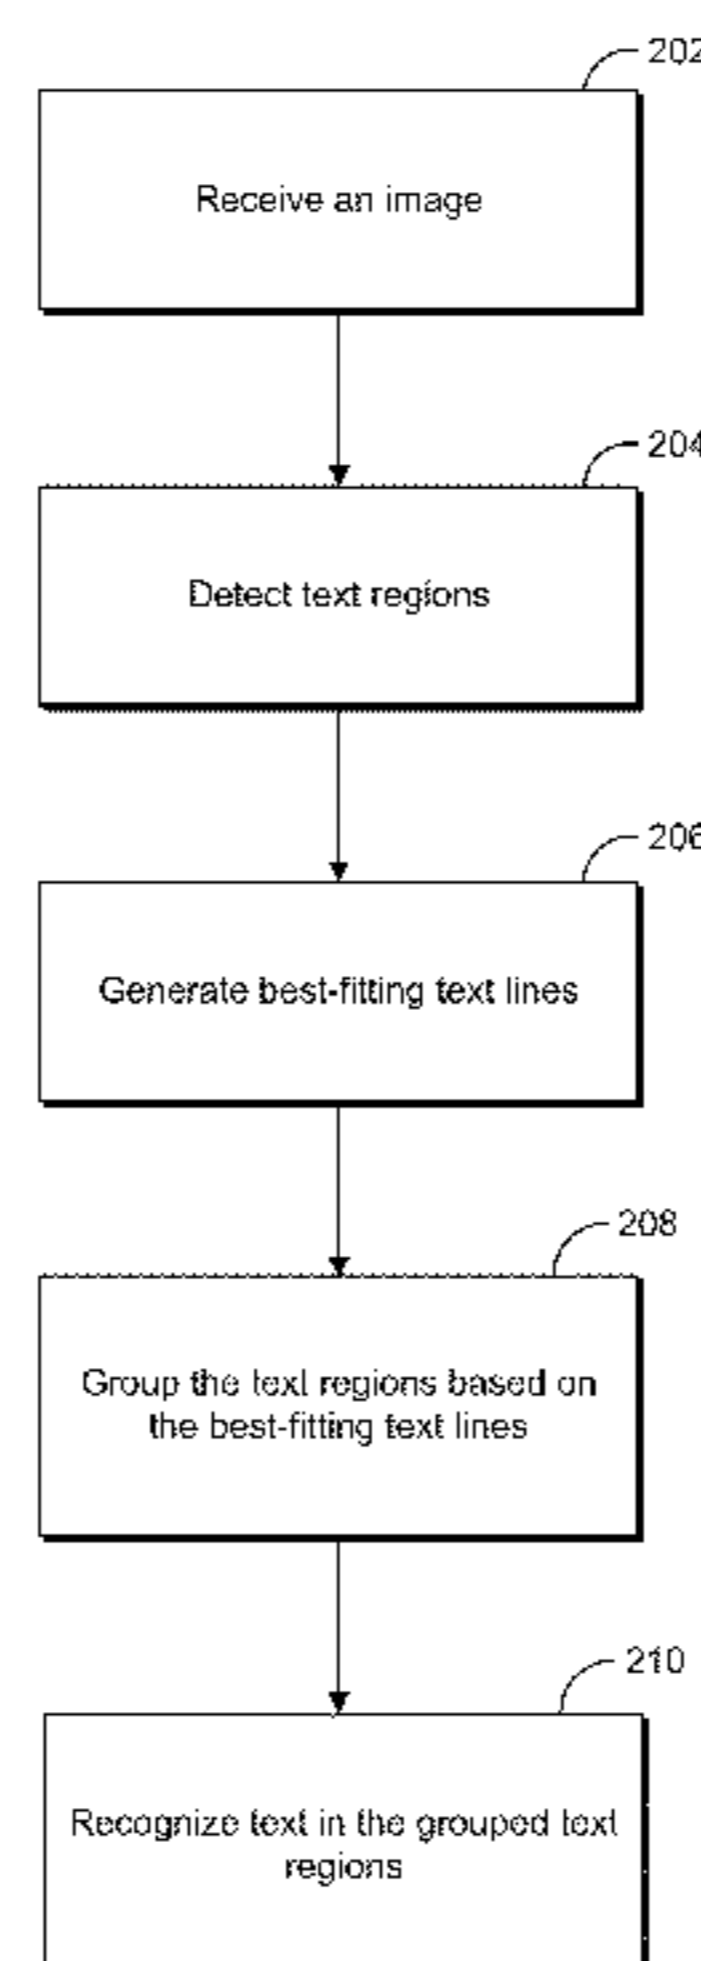 202
Receive an image
204
Detect text regions
206
Generate best-fitting text lines
208
Group the text regions based on
the best-fitting text lines
210
Recognize text in the grouped text
regions